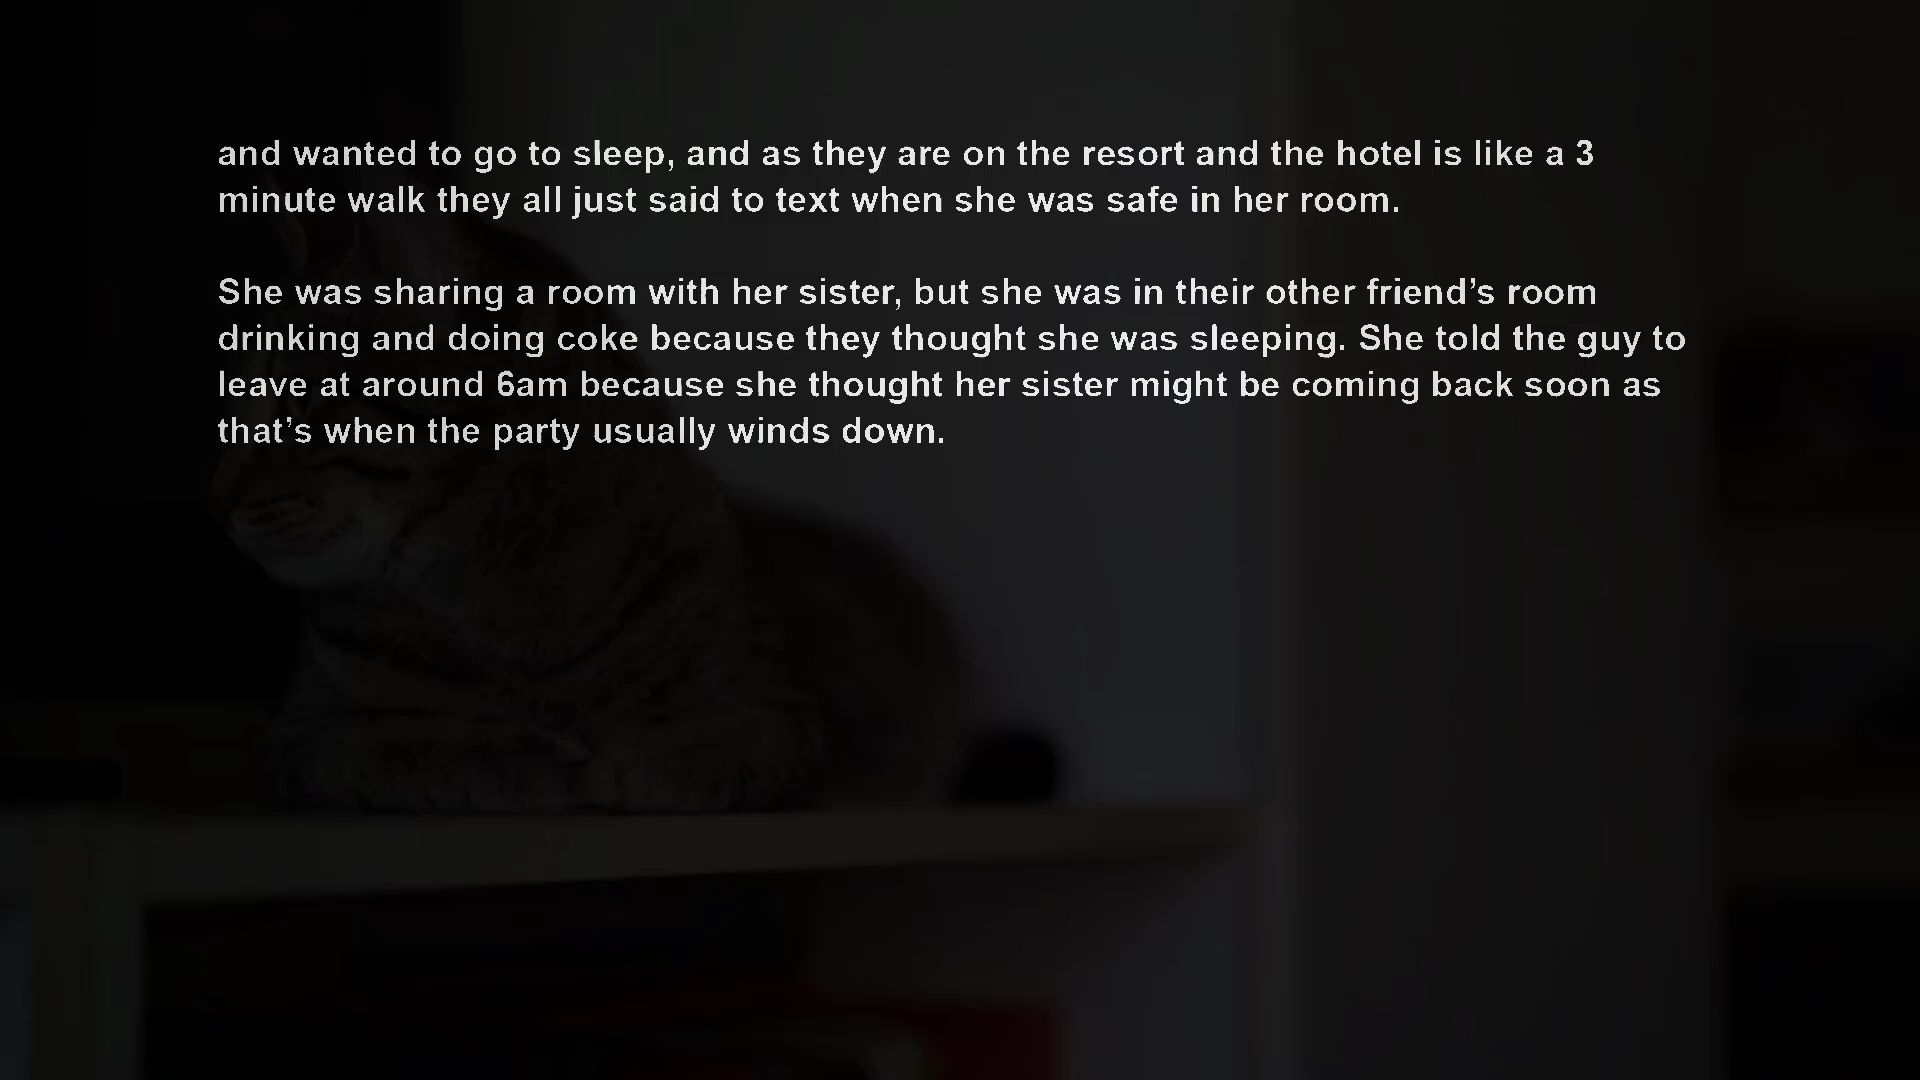 and wanted to go to sleep, and as they are on the resort and the hotel is like a 3
minute walk they all just said to text when she was safe in her room.
She was sharing a room with her sister, but she was in their other friend’s room
drinking and doing coke because they thought she was sleeping. She told the guy to
leave at around 6am because she thought her sister might be coming back soon as
that’s when the party usually winds down.